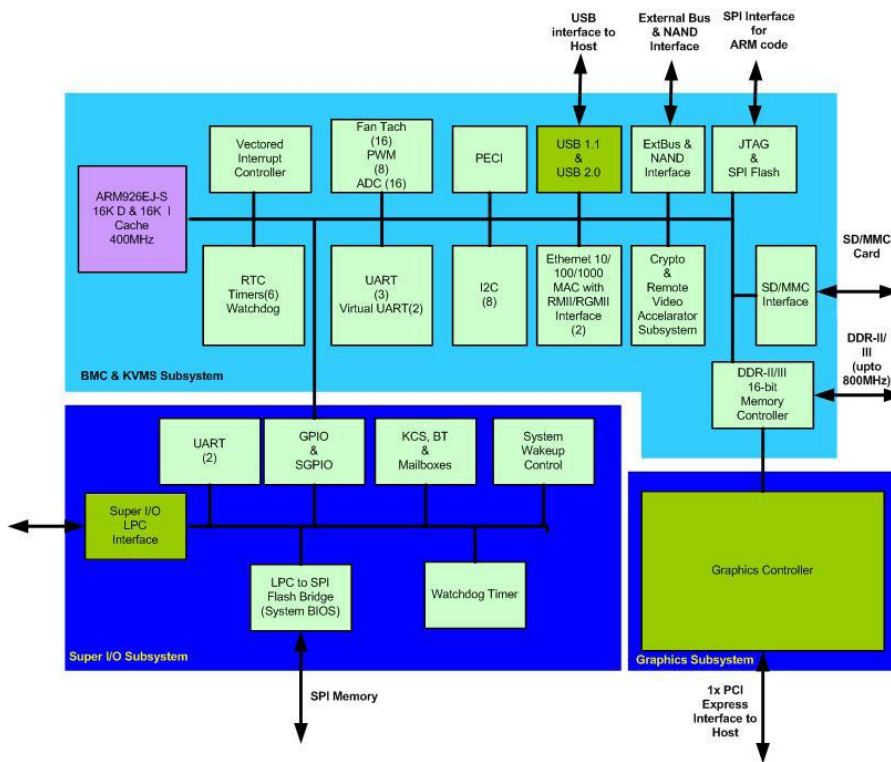 USB
interface to
Host
External Bus
& NAND
Interface
SPI Interface
for
ARM code
Vectored
Interrupt
Controller
Fan Tach
(16)
PWM
(8)
ADC (16)
PECI
USB 1.1
&
USB 2.0
ExtBus &
NAND
Interface
JTAG
&
SPI Flash
ARM926EJ-S
16K D & 16K I
Cache
400MHz
RTC
Timers(6)
Watchdog
UART
(3)
Virtual UART(2)
I2C
(8)
Ethernet 10/
100/1000
MAC with
RMII/RGMII
Interface
(2)
Crypto
&
Remote
Video
Accelarator
Subsystem
SD/MMC
Interface
SD/MMC
Card
BMC & KVMS Subsystem
DDR-II/III
16-bit
Memory
Controller
DDR-II/
III
(upto
800MHz)
UART
(2)
GPIO
&
SGPIO
KCS, BT
&
Mailboxes
System
Wakeup
Control
Super I/O
LPC
Interface
LPC to SPI
Flash Bridge
(System BIOS)
Watchdog Timer
Super I/O Subsystem
Graphics Controller
Graphics Subsystem
SPI Memory
1x PCI
Express
Interface to
Host